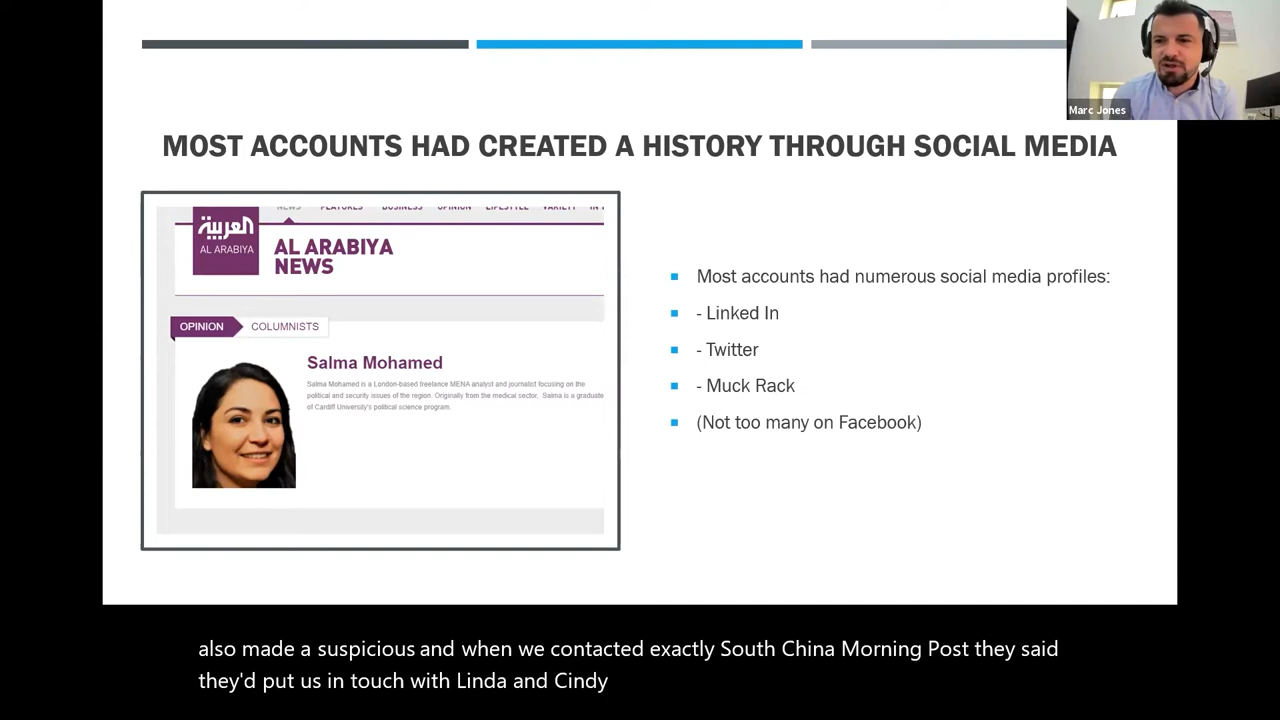 Marc Jones
MOST ACCOUNTS HAD CREATED A HISTORY THROUGH SOCIAL MEDIA
NEWS FEATURES BUSINESS OPINION LIFESTYLE VARIETY IN
العربية
AL ARABIYA
AL ARABIYA
NEWS
OPINION COLUMNISTS
Salma Mohamed
Salma Mohamed is a London-based freelance MENA analyst and journalist focusing on the
political and security issues of the region. Originally from the medical sector. Salma is a graduate
of Cardiff University's political science program.
Most accounts had numerous social media profiles:
- Linked In
- Twitter
- Muck Rack
(Not too many on Facebook)
also made a suspicious and when we contacted exactly South China Morning Post they said
they'd put us in touch with Linda and Cindy